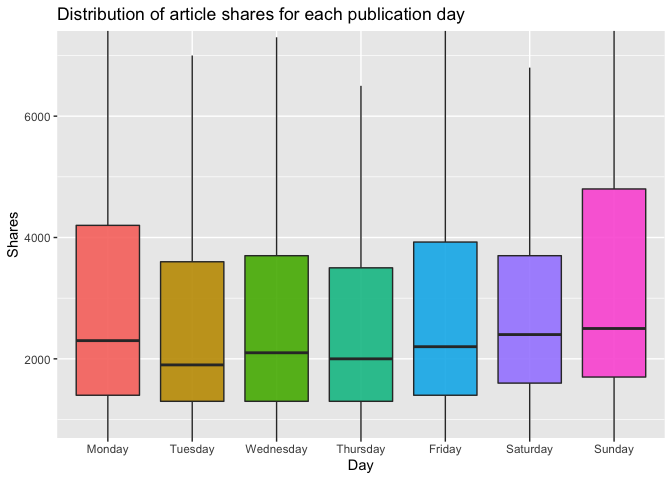 Distribution of article shares for each publication day
Shares
6000
4000
2000
Monday Tuesday Wednesday Thursday Friday Saturday Sunday
Day